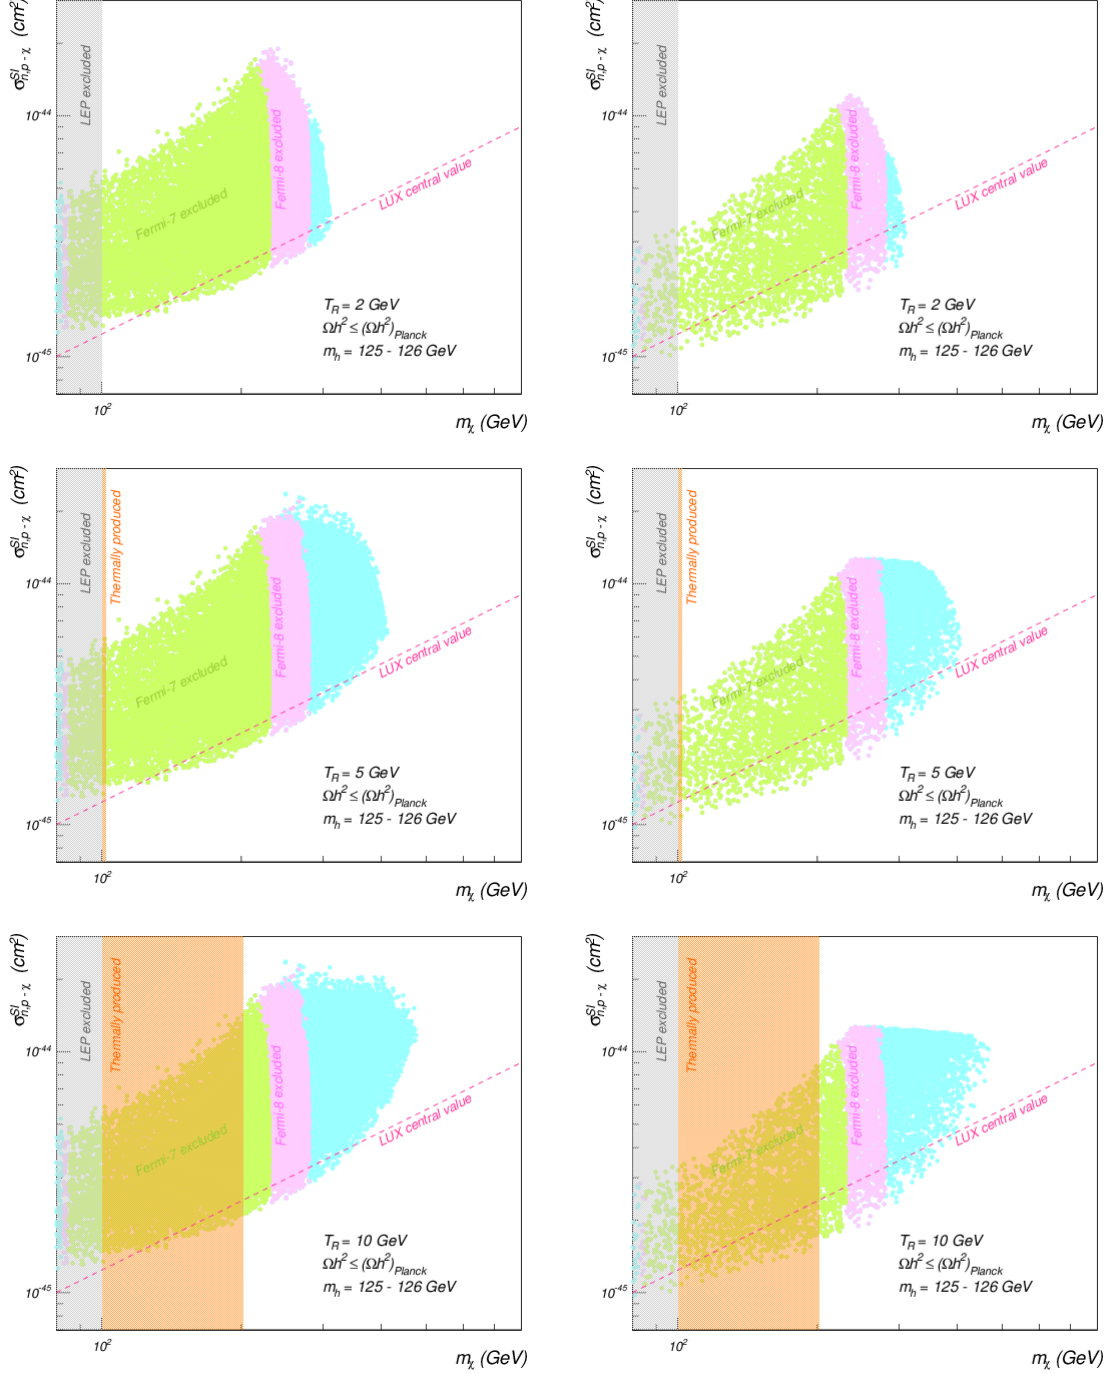 σ^SI_n,p-χ (cm²)
LEP excluded
10^-44
Fermi-7 excluded
Fermi-8 excluded
LUX central value
T_R = 2 GeV
Ωh² ≤ (Ωh²)_Planck
m_h = 125 - 126 GeV
10^-45
10²
m_χ (GeV)
σ^SI_n,p-χ (cm²)
LEP excluded
10^-44
Fermi-7 excluded
Fermi-8 excluded
LUX central value
T_R = 2 GeV
Ωh² ≤ (Ωh²)_Planck
m_h = 125 - 126 GeV
10^-45
10²
m_χ (GeV)
σ^SI_n,p-χ (cm²)
LEP excluded
Thermally produced
10^-44
Fermi-7 excluded
Fermi-8 excluded
LUX central value
T_R = 5 GeV
Ωh² ≤ (Ωh²)_Planck
m_h = 125 - 126 GeV
10^-45
10²
m_χ (GeV)
σ^SI_n,p-χ (cm²)
LEP excluded
Thermally produced
10^-44
Fermi-7 excluded
Fermi-8 excluded
LUX central value
T_R = 5 GeV
Ωh² ≤ (Ωh²)_Planck
m_h = 125 - 126 GeV
10^-45
10²
m_χ (GeV)
σ^SI_n,p-χ (cm²)
LEP excluded
Thermally produced
10^-44
Fermi-7 excluded
Fermi-8 excluded
LUX central value
T_R = 10 GeV
Ωh² ≤ (Ωh²)_Planck
m_h = 125 - 126 GeV
10^-45
10²
m_χ (GeV)
σ^SI_n,p-χ (cm²)
LEP excluded
Thermally produced
10^-44
Fermi-7 excluded
Fermi-8 excluded
LUX central value
T_R = 10 GeV
Ωh² ≤ (Ωh²)_Planck
m_h = 125 - 126 GeV
10^-45
10²
m_χ (GeV)